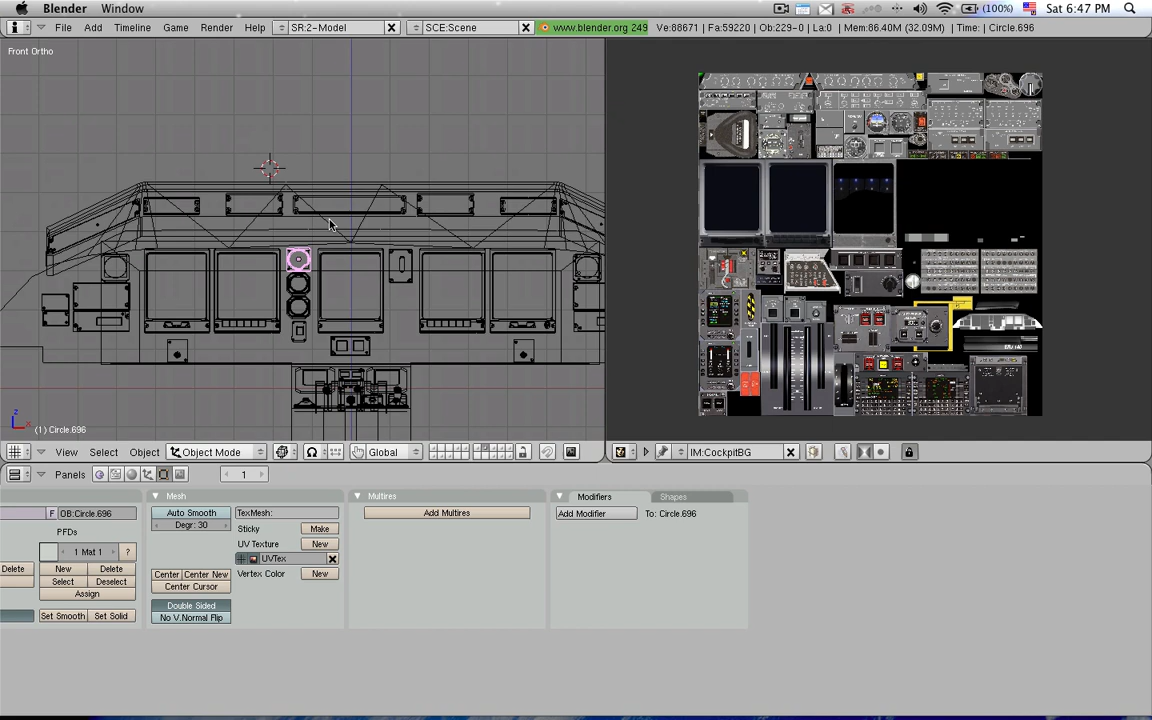 Blender Window (100%) Sat 6:47 PM
File Add Timeline Game Render Help SR:2-Model SCE:Scene www.blender.org 249 Ve:88671 | Fa:59220 | Ob:229-0 | La:0 | Mem:86.40M (32.09M) | Time: | Circle.696
Front Ortho
z
x
(1) Circle.696
View Select Object Object Mode Global IM:CockpitBG
Panels 1
F OB:Circle.696 Mesh Multires Modifiers Shapes
Auto Smooth TexMesh: Add Multires Add Modifier To: Circle.696
Degr: 30
PFDs Sticky Make
1 Mat 1 ? UV Texture New
UVTex
Delete New Delete Center Center New Vertex Color New
Select Deselect Center Cursor
Assign
Double Sided
Set Smooth Set Solid No V.Normal Flip